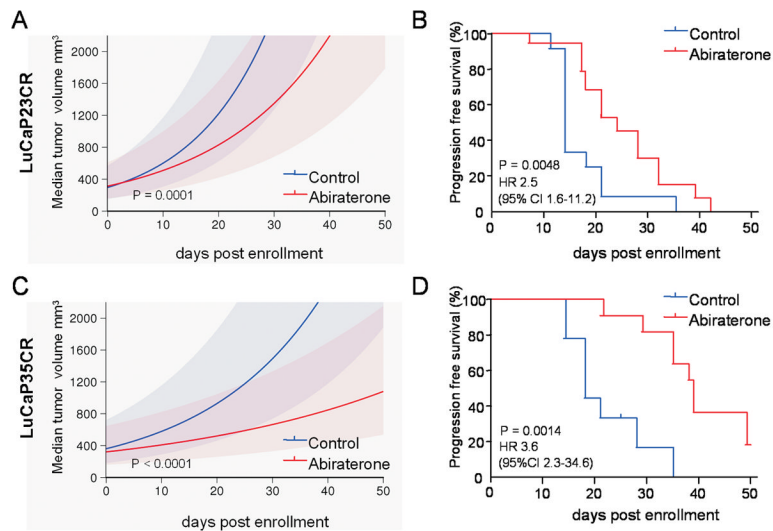 A
LuCaP23CR
Median tumor volume mm³
2000
1600
1200
800
400
0
0 10 20 30 40 50
days post enrollment
Control
Abiraterone
P = 0.0001
B
Progression free survival (%)
100
80
60
40
20
0
0 10 20 30 40 50
days post enrollment
Control
Abiraterone
P = 0.0048
HR 2.5
(95% CI 1.6-11.2)
C
LuCaP35CR
Median tumor volume mm³
2000
1600
1200
800
400
0
0 10 20 30 40 50
days post enrollment
Control
Abiraterone
P < 0.0001
D
Progression free survival (%)
100
80
60
40
20
0
0 10 20 30 40 50
days post enrollment
Control
Abiraterone
P = 0.0014
HR 3.6
(95%CI 2.3-34.6)